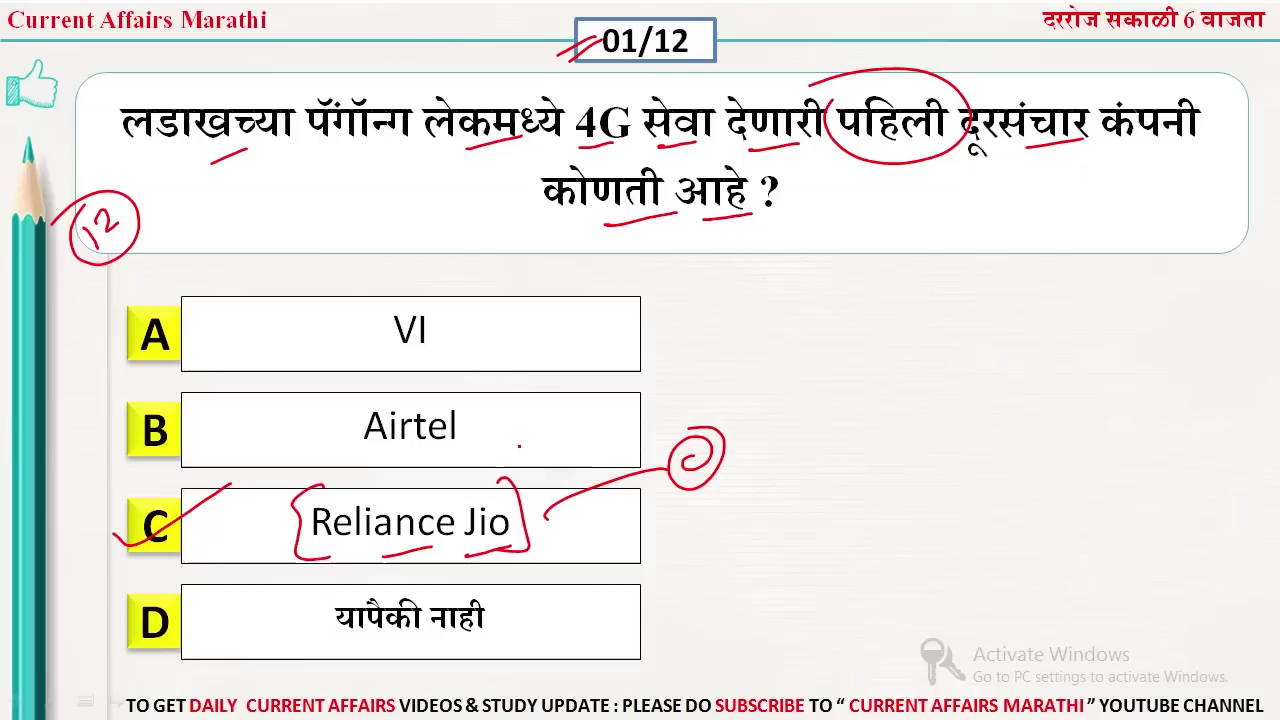 Current Affairs Marathi
दररोज सकाळी 6 वाजता
01/12
लडाखच्या पॅंगॉन्ग लेकमध्ये 4G सेवा देणारी पहिली दूरसंचार कंपनी
कोणती आहे ?
12
A VI
B Airtel
C Reliance Jio
D यापैकी नाही
Activate Windows
Go to PC settings to activate Windows.
TO GET DAILY CURRENT AFFAIRS VIDEOS & STUDY UPDATE : PLEASE DO SUBSCRIBE TO “ CURRENT AFFAIRS MARATHI ” YOUTUBE CHANNEL